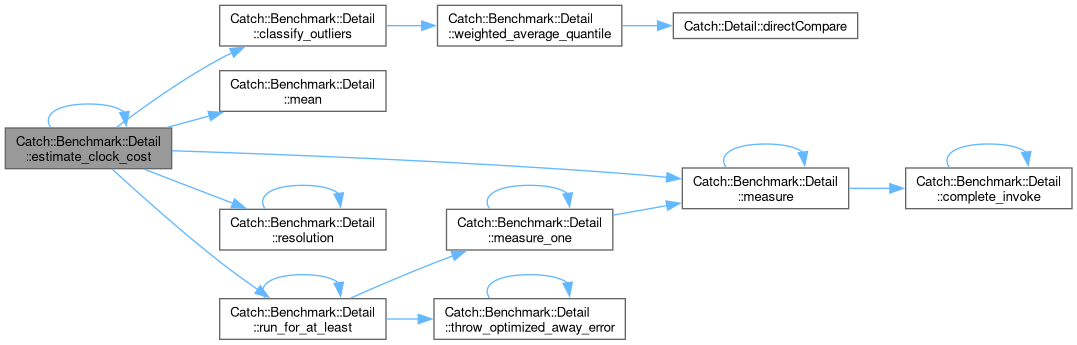 Catch::Benchmark::Detail
::estimate_clock_cost
Catch::Benchmark::Detail
::classify_outliers
Catch::Benchmark::Detail
::weighted_average_quantile
Catch::Detail::directCompare
Catch::Benchmark::Detail
::mean
Catch::Benchmark::Detail
::measure
Catch::Benchmark::Detail
::complete_invoke
Catch::Benchmark::Detail
::resolution
Catch::Benchmark::Detail
::measure_one
Catch::Benchmark::Detail
::run_for_at_least
Catch::Benchmark::Detail
::throw_optimized_away_error